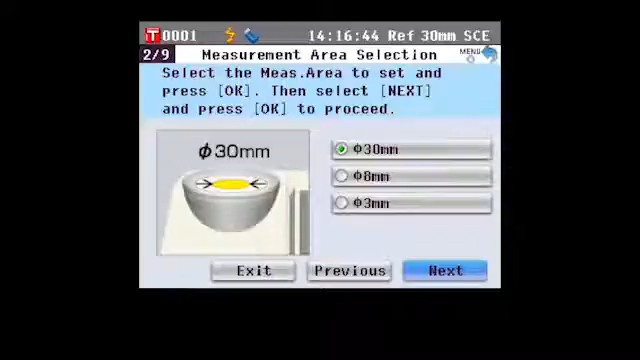 T 0001 14:16:44 Ref 30mm SCE
2/9 Measurement Area Selection MENU
Select the Meas.Area to set and
press [OK]. Then select [NEXT]
and press [OK] to proceed.
φ30mm
φ30mm
φ8mm
φ3mm
Exit Previous Next